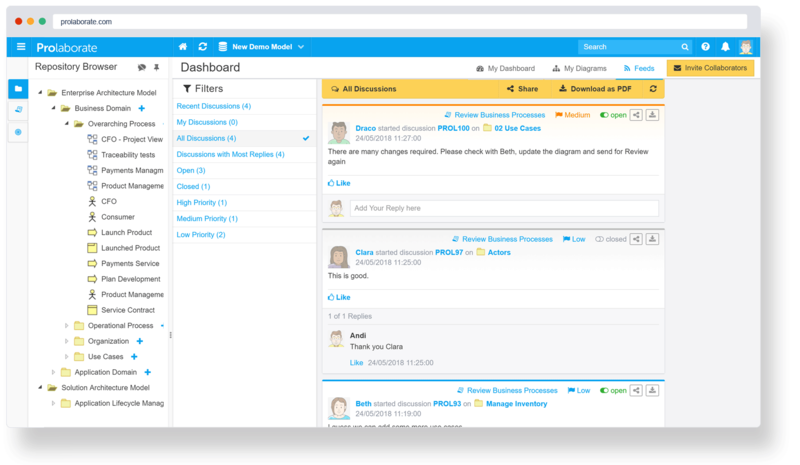 prolaborate.com
Prolaborate
New Demo Model
Search
Repository Browser
Dashboard
My Dashboard
My Diagrams
Feeds
Invite Collaborators
Enterprise Architecture Model
Business Domain
Overarching Process
CFO - Project View
Traceability tests
Payments Managm
Product Manageme
CFO
Consumer
Launch Product
Launched Product
Payments Service
Plan Development
Product Manageme
Service Contract
Operational Process
Organization
Use Cases
Application Domain
Solution Architecture Model
Application Lifecycle Manag
Filters
Recent Discussions (4)
My Discussions (0)
All Discussions (4)
Discussions with Most Replies (4)
Open (3)
Closed (1)
High Priority (1)
Medium Priority (1)
Low Priority (2)
All Discussions
Share
Download as PDF
Review Business Processes Medium open
Draco started discussion PROL100 on 02 Use Cases
24/05/2018 11:27:00
There are many changes required. Please check with Beth, update the diagram and send for Review
again
Like
Add Your Reply here
Review Business Processes Low closed
Clara started discussion PROL97 on Actors
24/05/2018 11:25:00
This is good.
Like
1 of 1 Replies
Andi
Thank you Clara
Like 24/05/2018 11:25:00
Review Business Processes Low open
Beth started discussion PROL93 on Manage Inventory
24/05/2018 11:19:00
I guess we can add some more use cases